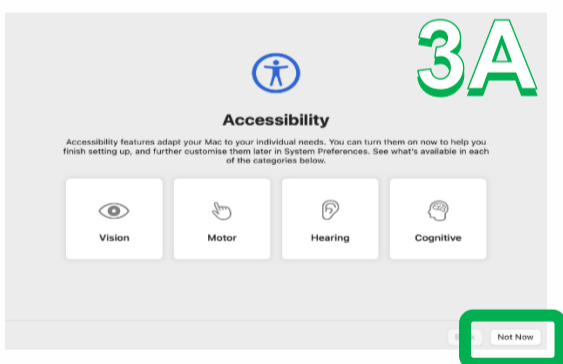 3A
Accessibility
Accessibility features adapt your Mac to your individual needs. You can turn them on now to help you
finish setting up, and further customise them later in System Preferences. See what's available in each
of the categories below.
Vision Motor Hearing Cognitive
Not Now